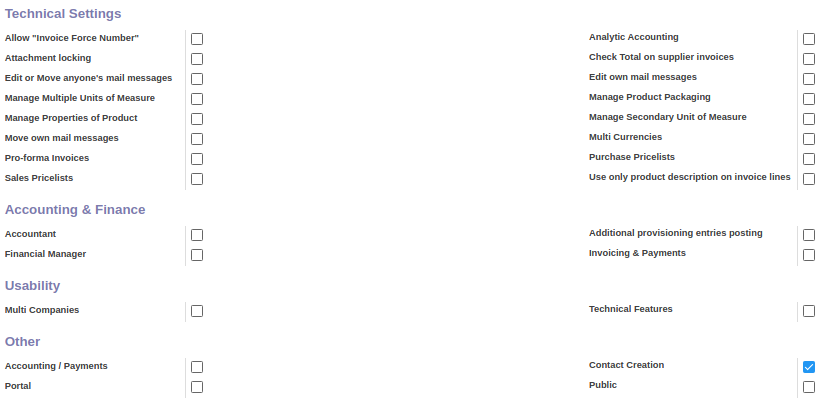 Technical Settings
Allow "Invoice Force Number"
Analytic Accounting
Attachment locking
Check Total on supplier invoices
Edit or Move anyone's mail messages
Edit own mail messages
Manage Multiple Units of Measure
Manage Product Packaging
Manage Properties of Product
Manage Secondary Unit of Measure
Move own mail messages
Multi Currencies
Pro-forma Invoices
Purchase Pricelists
Sales Pricelists
Use only product description on invoice lines
Accounting & Finance
Accountant
Additional provisioning entries posting
Financial Manager
Invoicing & Payments
Usability
Multi Companies
Technical Features
Other
Accounting / Payments
Contact Creation
Portal
Public